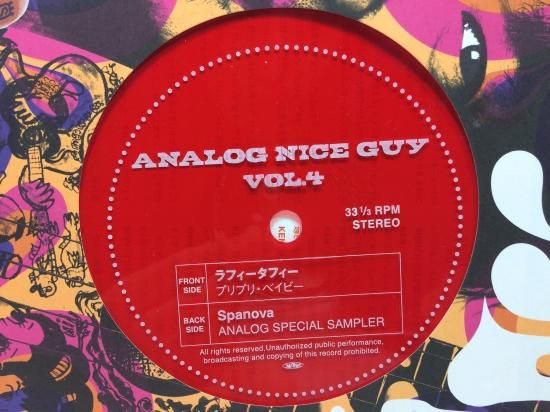 ANALOG NICE GUY
VOL.4
33 1/3 RPM
STEREO
FRONT SIDE
ラフィータフィー
プリプリ・ベイビー
BACK SIDE
Spanova
ANALOG SPECIAL SAMPLER
All rights reserved.Unauthorized public performance,
broadcasting and copying of this record prohibited.